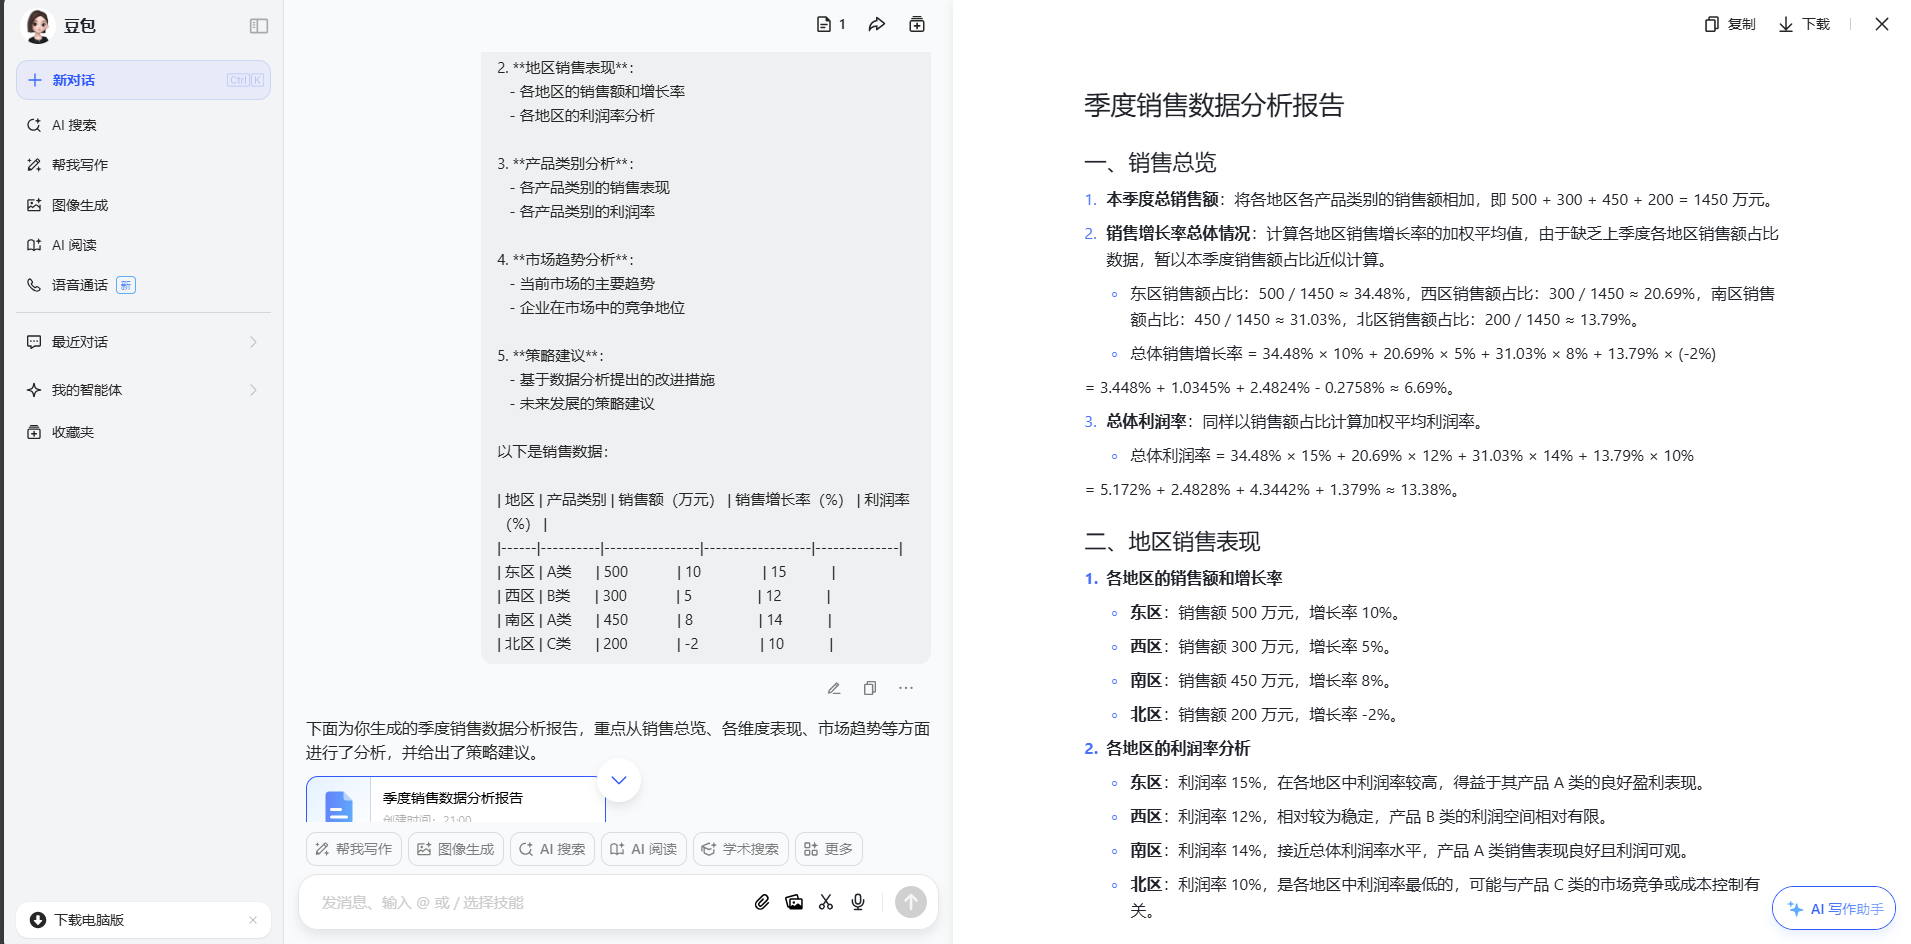 豆包
新对话
Ctrl K
AI 搜索
帮我写作
图像生成
AI 阅读
语音通话 新
最近对话
我的智能体
收藏夹
下载电脑版
1
2. **地区销售表现**：
- 各地区的销售额和增长率
- 各地区的利润率分析
3. **产品类别分析**：
- 各产品类别的销售表现
- 各产品类别的利润率
4. **市场趋势分析**：
- 当前市场的主要趋势
- 企业在市场中的竞争地位
5. **策略建议**：
- 基于数据分析提出的改进措施
- 未来发展的策略建议
以下是销售数据：
| 地区 | 产品类别 | 销售额（万元） | 销售增长率（%） | 利润率
（%） |
|------|----------|----------------|------------------|--------------|
| 东区 | A类 | 500 | 10 | 15 |
| 西区 | B类 | 300 | 5 | 12 |
| 南区 | A类 | 450 | 8 | 14 |
| 北区 | C类 | 200 | -2 | 10 |
下面为你生成的季度销售数据分析报告，重点从销售总览、各维度表现、市场趋势等方面
进行了分析，并给出了策略建议。
季度销售数据分析报告
创建时间：21:00
帮我写作
图像生成
AI 搜索
AI 阅读
学术搜索
更多
发消息、输入 @ 或 / 选择技能
复制
下载
季度销售数据分析报告
一、销售总览
1. 本季度总销售额：将各地区各产品类别的销售额相加，即 500 + 300 + 450 + 200 = 1450 万元。
2. 销售增长率总体情况：计算各地区销售增长率的加权平均值，由于缺乏上季度各地区销售额占比
数据，暂以本季度销售额占比近似计算。
东区销售额占比：500 / 1450 ≈ 34.48%，西区销售额占比：300 / 1450 ≈ 20.69%，南区销售
额占比：450 / 1450 ≈ 31.03%，北区销售额占比：200 / 1450 ≈ 13.79%。
总体销售增长率 = 34.48% × 10% + 20.69% × 5% + 31.03% × 8% + 13.79% × (-2%)
= 3.448% + 1.0345% + 2.4824% - 0.2758% ≈ 6.69%。
3. 总体利润率：同样以销售额占比计算加权平均利润率。
总体利润率 = 34.48% × 15% + 20.69% × 12% + 31.03% × 14% + 13.79% × 10%
= 5.172% + 2.4828% + 4.3442% + 1.379% ≈ 13.38%。
二、地区销售表现
1. 各地区的销售额和增长率
东区：销售额 500 万元，增长率 10%。
西区：销售额 300 万元，增长率 5%。
南区：销售额 450 万元，增长率 8%。
北区：销售额 200 万元，增长率 -2%。
2. 各地区的利润率分析
东区：利润率 15%，在各地区中利润率较高，得益于其产品 A 类的良好盈利表现。
西区：利润率 12%，相对较为稳定，产品 B 类的利润空间相对有限。
南区：利润率 14%，接近总体利润率水平，产品 A 类销售表现良好且利润可观。
北区：利润率 10%，是各地区中利润率最低的，可能与产品 C 类的市场竞争或成本控制有
关。
AI 写作助手